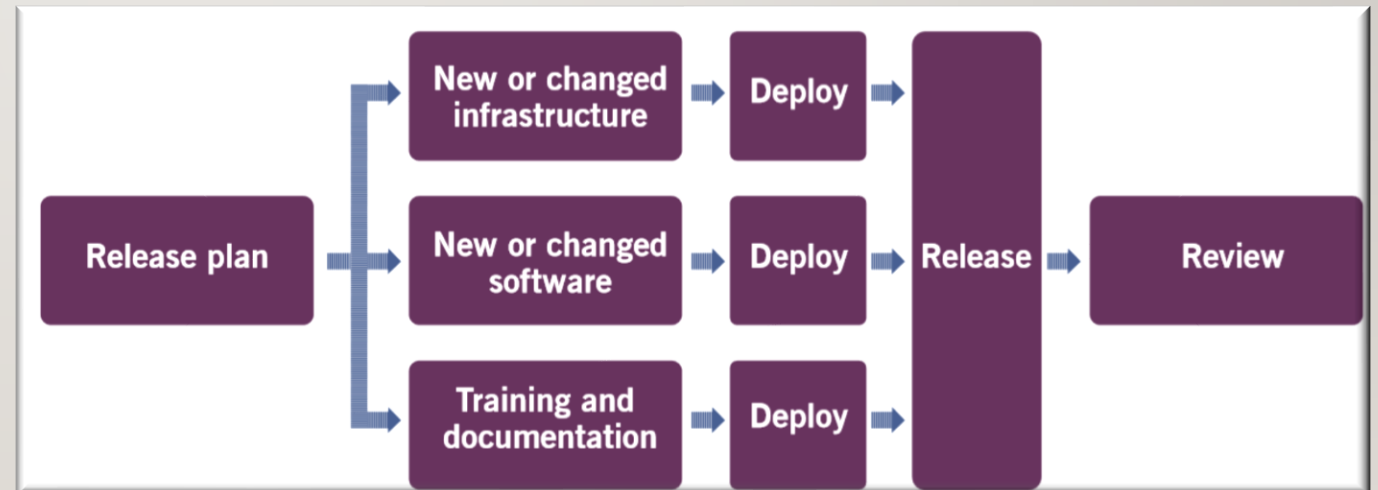 Release plan
New or changed
infrastructure
Deploy
New or changed
software
Deploy
Training and
documentation
Deploy
Release
Review